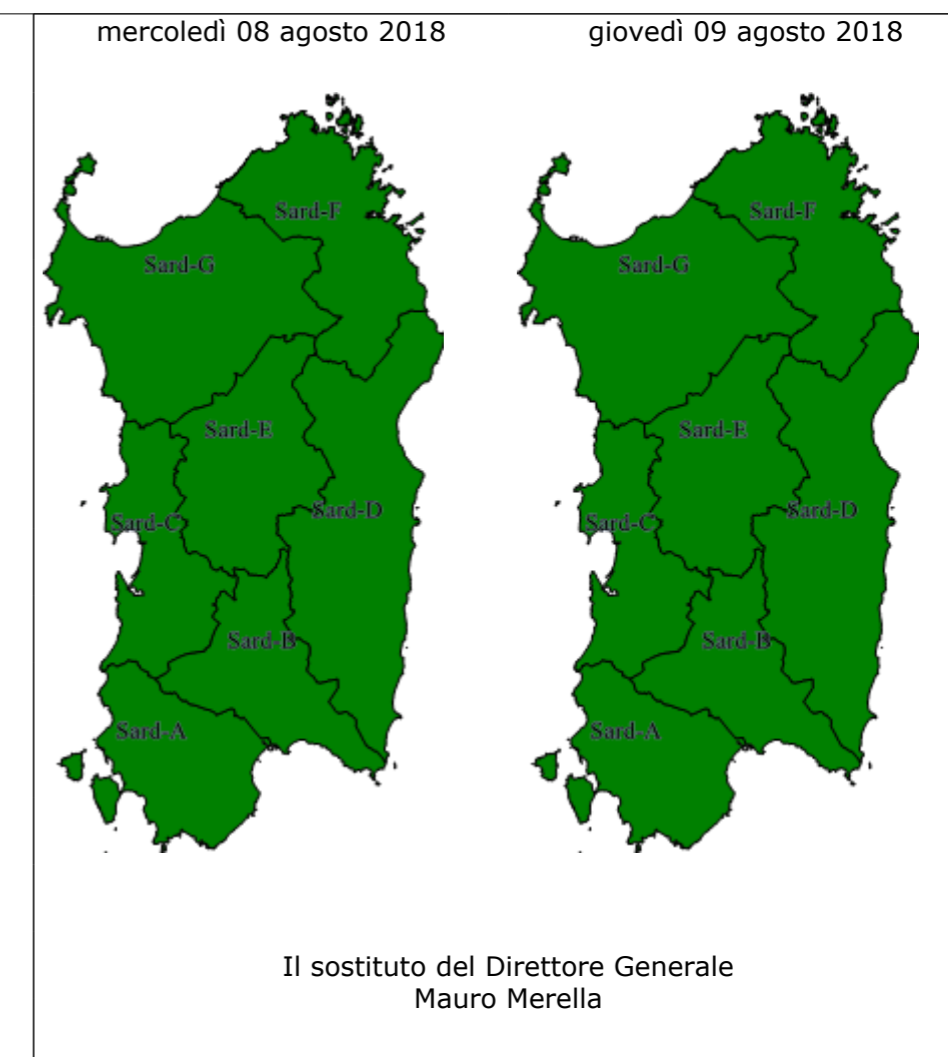 mercoledì 08 agosto 2018
giovedì 09 agosto 2018
Sard-F
Sard-G
Sard-E
Sard-D
Sard-C
Sard-B
Sard-A
Sard-F
Sard-G
Sard-E
Sard-D
Sard-C
Sard-B
Sard-A
Il sostituto del Direttore Generale
Mauro Merella